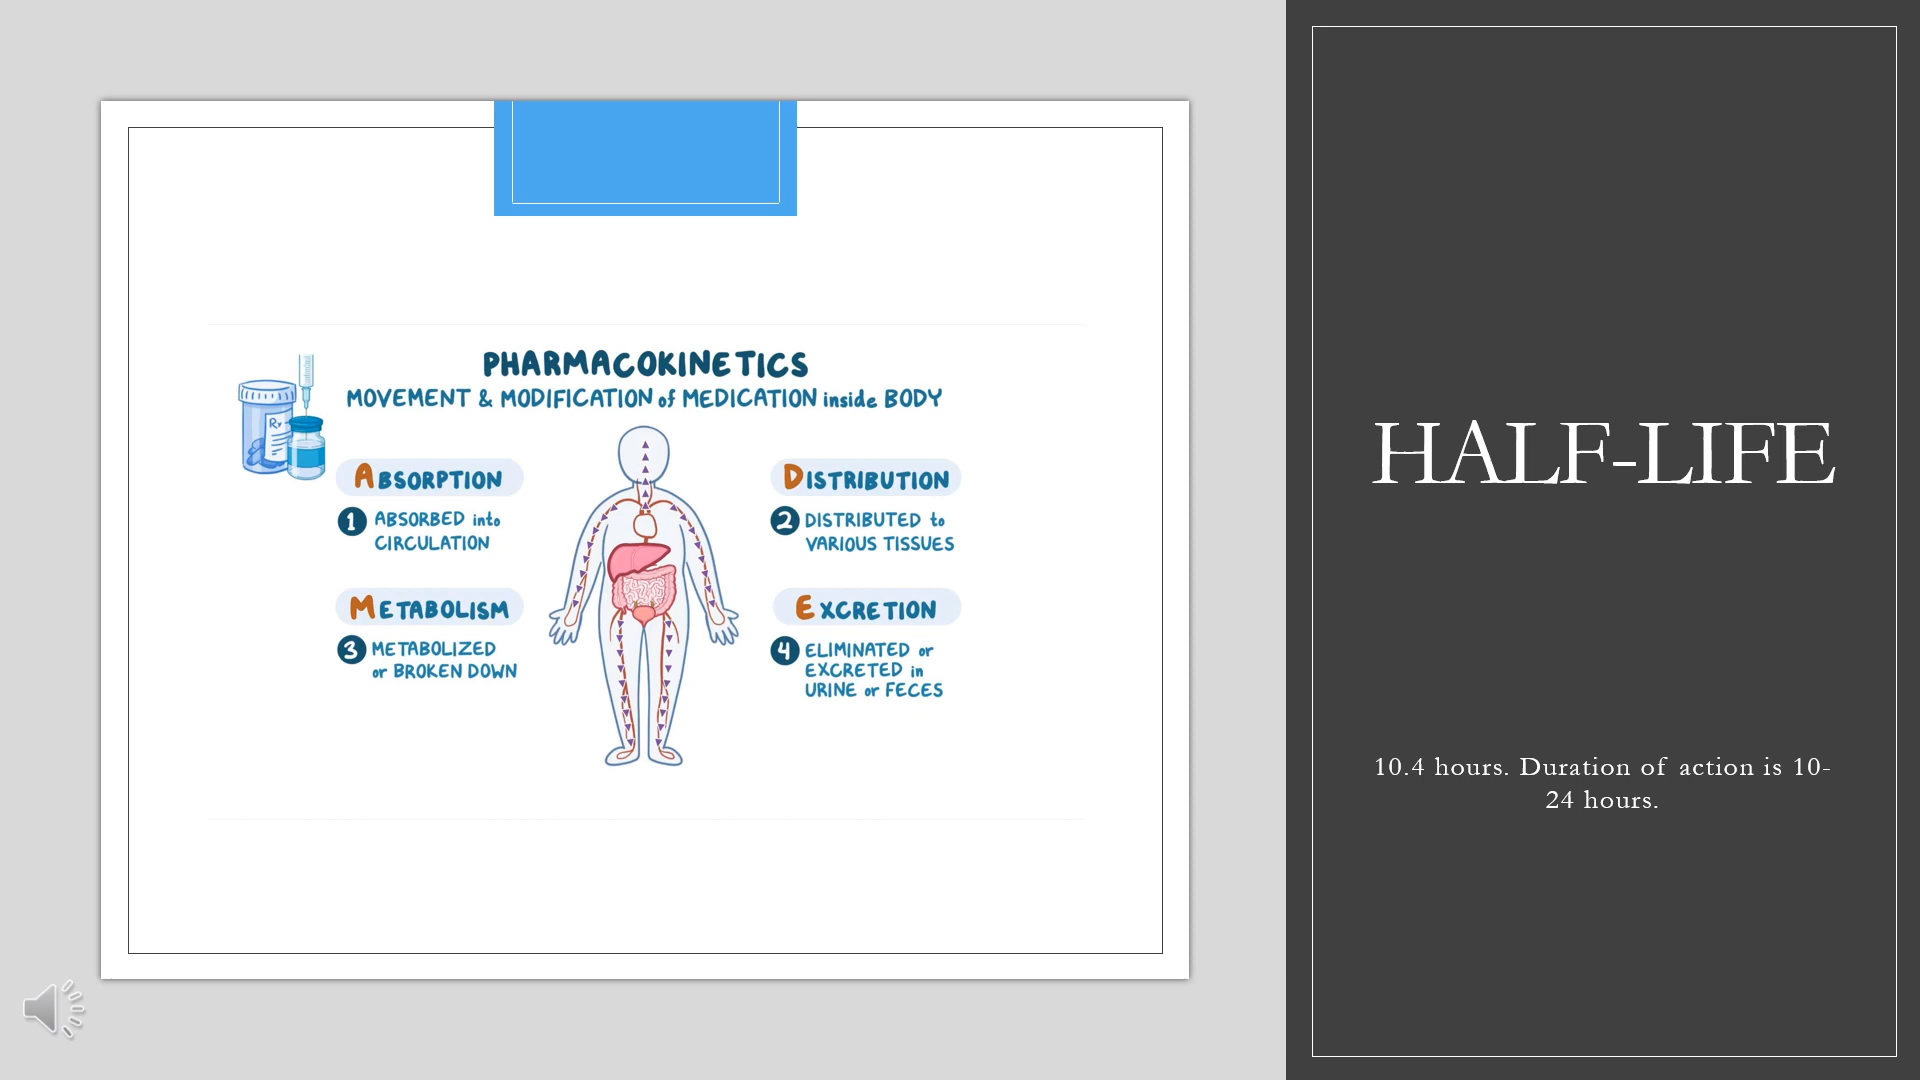 PHARMACOKINETICS
MOVEMENT & MODIFICATION of MEDICATION inside BODY
Rx
ABSORPTION
1 ABSORBED into
CIRCULATION
DISTRIBUTION
2 DISTRIBUTED to
VARIOUS TISSUES
METABOLISM
3 METABOLIZED
or BROKEN DOWN
EXCRETION
4 ELIMINATED or
EXCRETED in
URINE or FECES
HALF-LIFE
10.4 hours. Duration of action is 10-
24 hours.